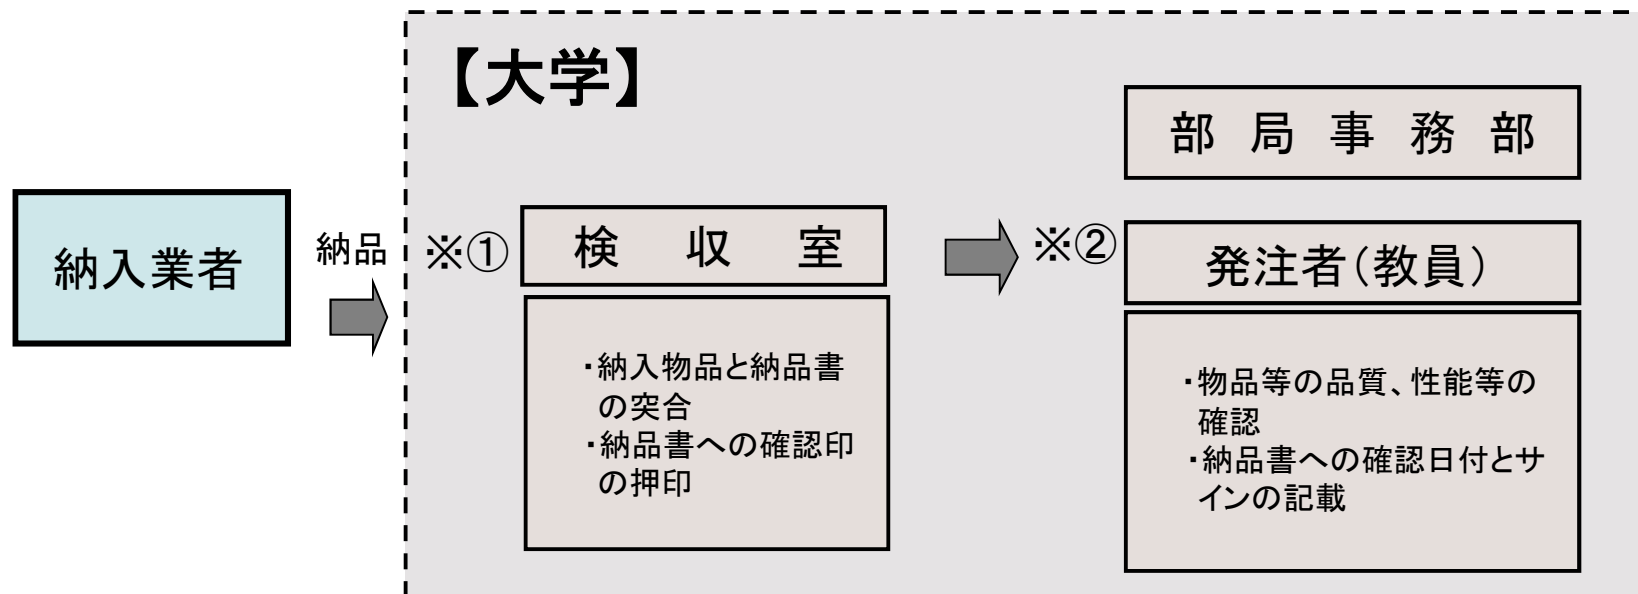 【大学】
部局事務部
納入業者
納品
※①
検収室
※②
発注者(教員)
・納入物品と納品書
の突合
・納品書への確認印
の押印
・物品等の品質、性能等の
確認
・納品書への確認日付とサ
インの記載